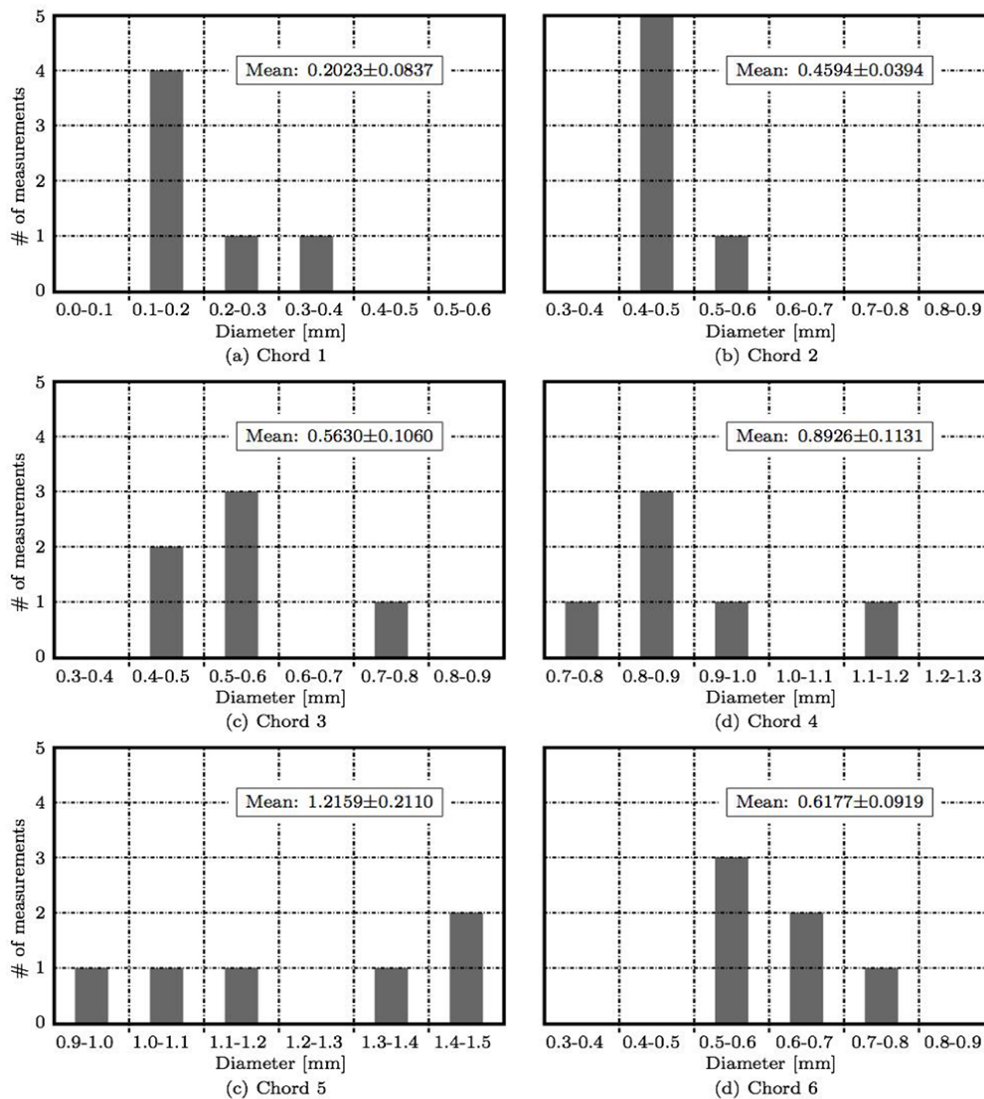 5
4
3
2
1
0
# of measurements
Mean: 0.2023±0.0837
0.0-0.1 0.1-0.2 0.2-0.3 0.3-0.4 0.4-0.5 0.5-0.6
Diameter [mm]
(a) Chord 1
Mean: 0.4594±0.0394
0.3-0.4 0.4-0.5 0.5-0.6 0.6-0.7 0.7-0.8 0.8-0.9
Diameter [mm]
(b) Chord 2
5
4
3
2
1
0
# of measurements
Mean: 0.5630±0.1060
0.3-0.4 0.4-0.5 0.5-0.6 0.6-0.7 0.7-0.8 0.8-0.9
Diameter [mm]
(c) Chord 3
Mean: 0.8926±0.1131
0.7-0.8 0.8-0.9 0.9-1.0 1.0-1.1 1.1-1.2 1.2-1.3
Diameter [mm]
(d) Chord 4
5
4
3
2
1
0
# of measurements
Mean: 1.2159±0.2110
0.9-1.0 1.0-1.1 1.1-1.2 1.2-1.3 1.3-1.4 1.4-1.5
Diameter [mm]
(c) Chord 5
Mean: 0.6177±0.0919
0.3-0.4 0.4-0.5 0.5-0.6 0.6-0.7 0.7-0.8 0.8-0.9
Diameter [mm]
(d) Chord 6